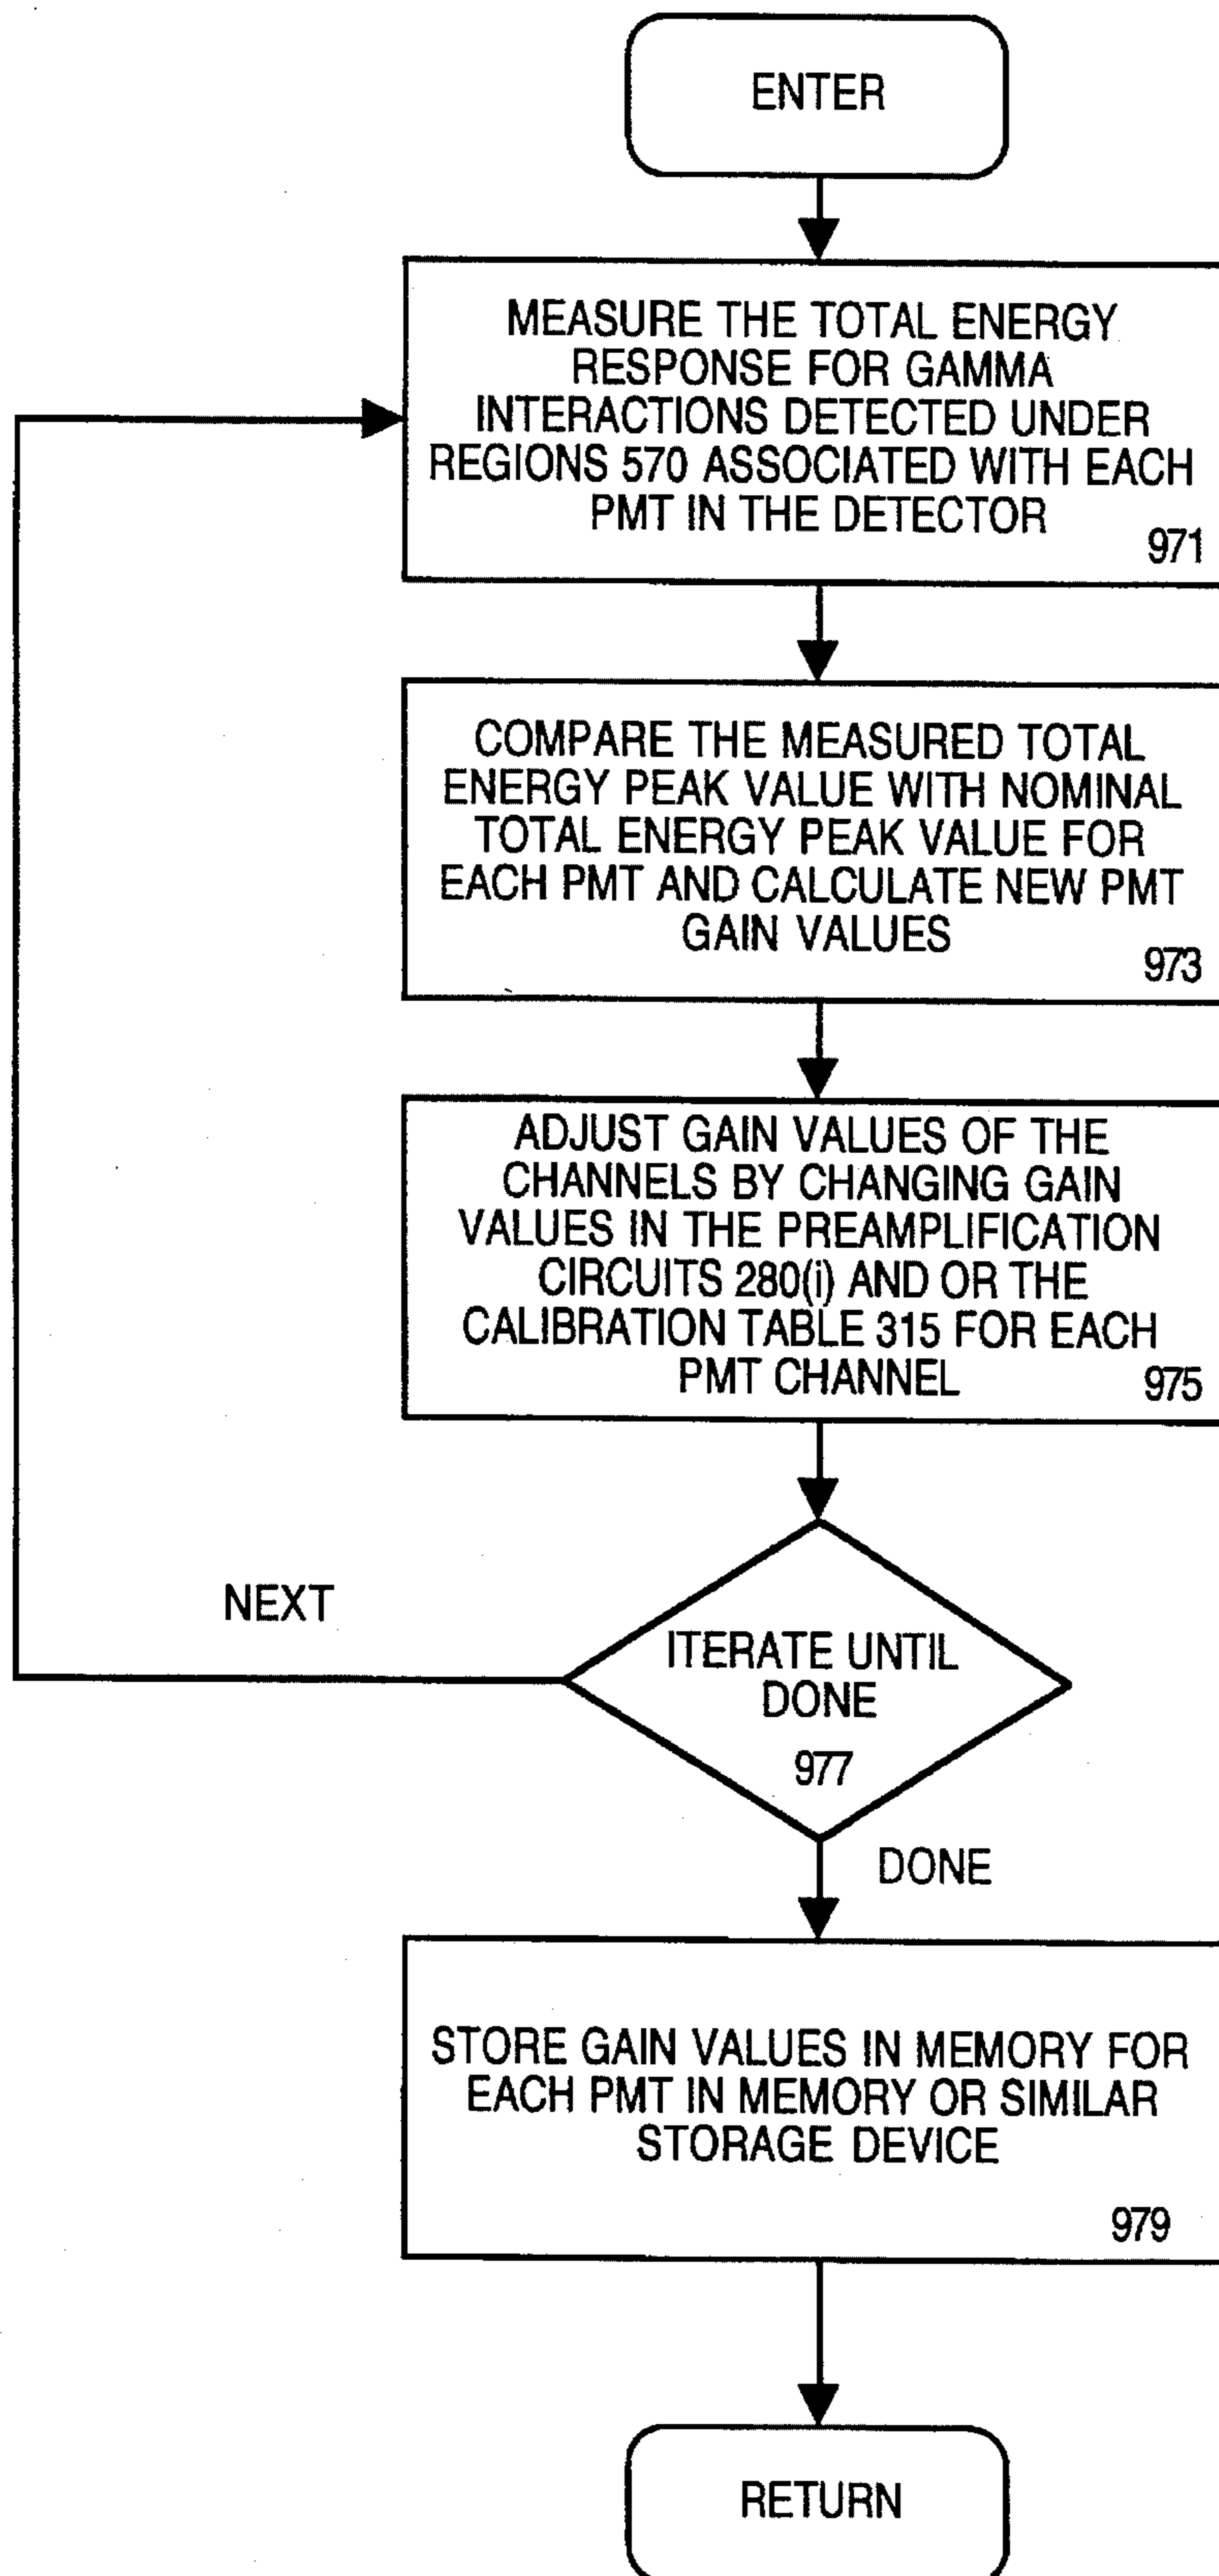 ENTER
MEASURE THE TOTAL ENERGY
RESPONSE FOR GAMMA
INTERACTIONS DETECTED UNDER
REGIONS 570 ASSOCIATED WITH EACH
PMT IN THE DETECTOR
971
COMPARE THE MEASURED TOTAL
ENERGY PEAK VALUE WITH NOMINAL
TOTAL ENERGY PEAK VALUE FOR
EACH PMT AND CALCULATE NEW PMT
GAIN VALUES
973
ADJUST GAIN VALUES OF THE
CHANNELS BY CHANGING GAIN
VALUES IN THE PREAMPLIFICATION
CIRCUITS 280(i) AND OR THE
CALIBRATION TABLE 315 FOR EACH
PMT CHANNEL
975
NEXT
ITERATE UNTIL
DONE
977
DONE
STORE GAIN VALUES IN MEMORY FOR
EACH PMT IN MEMORY OR SIMILAR
STORAGE DEVICE
979
RETURN